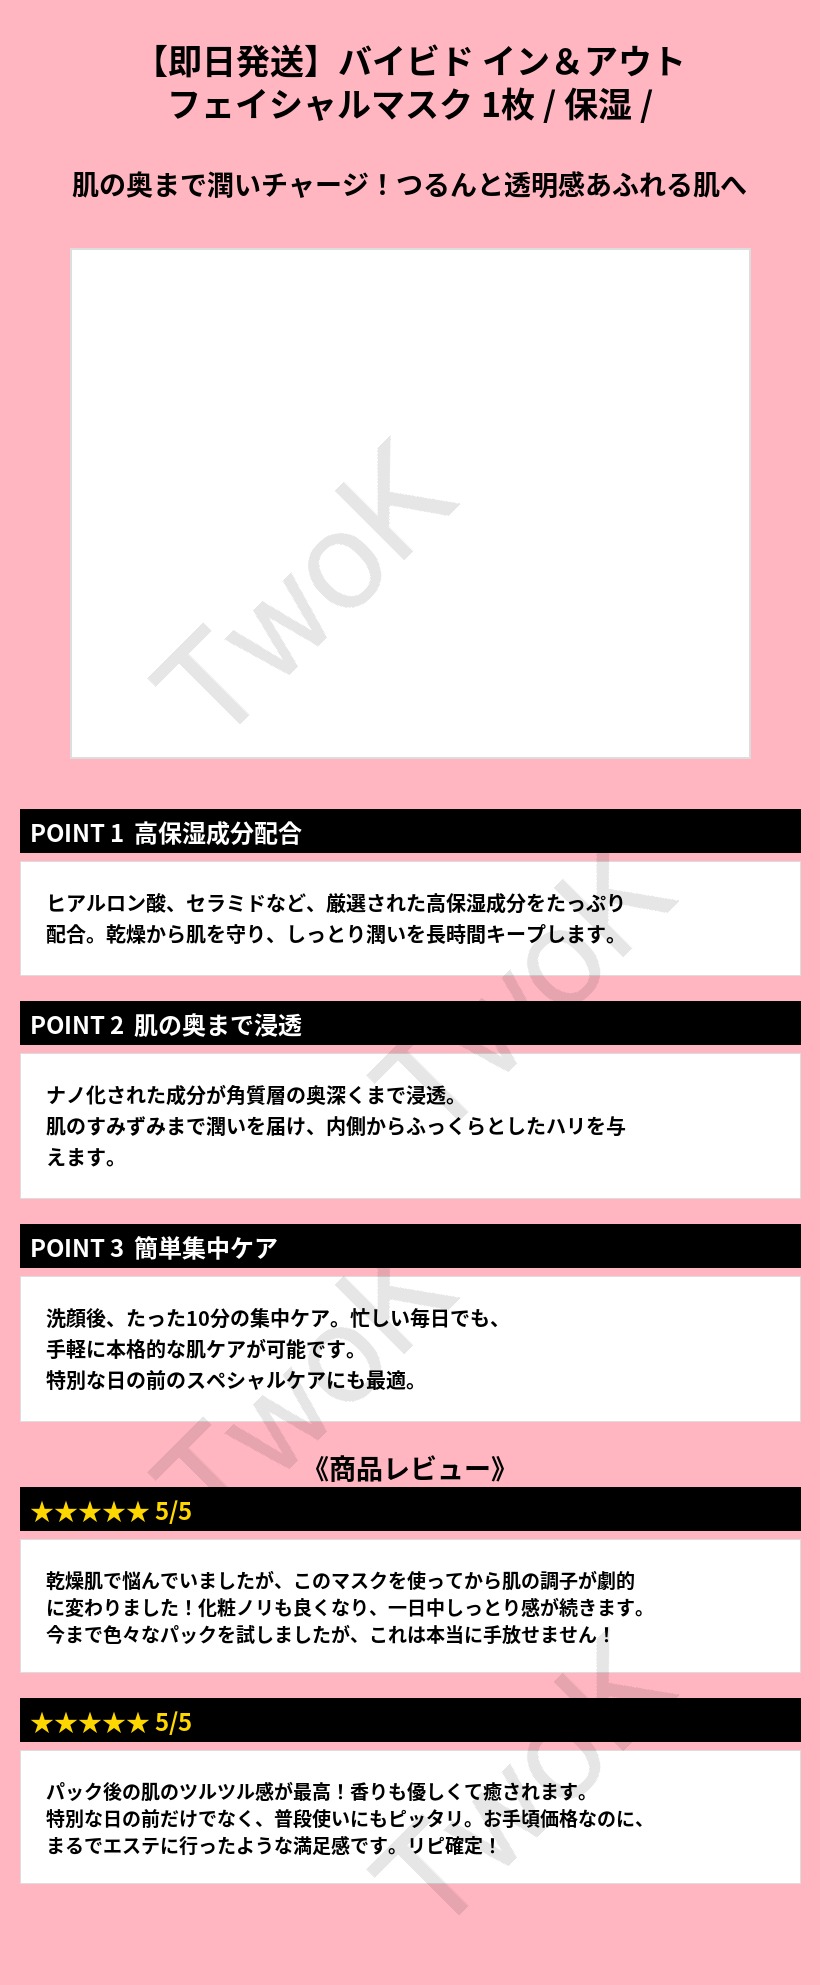 【即日発送】バイビド イン＆アウト
フェイシャルマスク 1枚 / 保湿 /
肌の奥まで潤いチャージ！つるんと透明感あふれる肌へ
TwoK
POINT 1 高保湿成分配合
ヒアルロン酸、セラミドなど、厳選された高保湿成分をたっぷり
配合。乾燥から肌を守り、しっとり潤いを長時間キープします。
TwoK
POINT 2 肌の奥まで浸透
ナノ化された成分が角質層の奥深くまで浸透。
肌のすみずみまで潤いを届け、内側からふっくらとしたハリを与
えます。
POINT 3 簡単集中ケア
洗顔後、たった10分の集中ケア。忙しい毎日でも、
手軽に本格的な肌ケアが可能です。
特別な日の前のスペシャルケアにも最適。
TwoK
《商品レビュー》
★★★★★ 5/5
乾燥肌で悩んでいましたが、このマスクを使ってから肌の調子が劇的
に変わりました！化粧ノリも良くなり、一日中しっとり感が続きます。
今まで色々なパックを試しましたが、これは本当に手放せません！
★★★★★ 5/5
パック後の肌のツルツル感が最高！香りも優しくて癒されます。
特別な日の前だけでなく、普段使いにもピッタリ。お手頃価格なのに、
まるでエステに行ったような満足感です。リピ確定！
TwoK